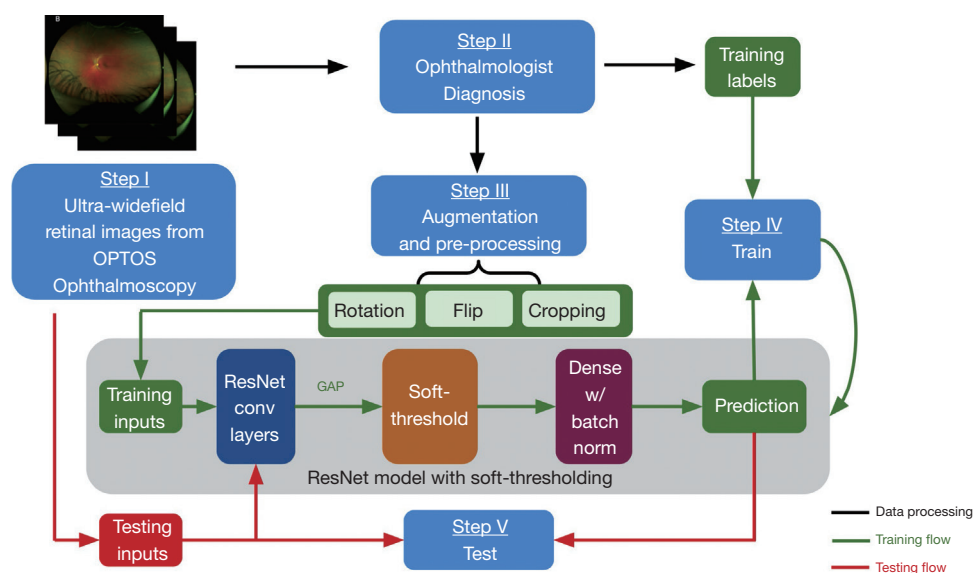 B
Step II
Ophthalmologist
Diagnosis
Training
labels
Step I
Ultra-widefield
retinal images from
OPTOS
Ophthalmoscopy
Step III
Augmentation
and pre-processing
Step IV
Train
Rotation
Flip
Cropping
Training
inputs
ResNet
conv
layers
GAP
Soft-
threshold
Dense
w/
batch
norm
Prediction
ResNet model with soft-thresholding
Testing
inputs
Step V
Test
Data processing
Training flow
Testing flow